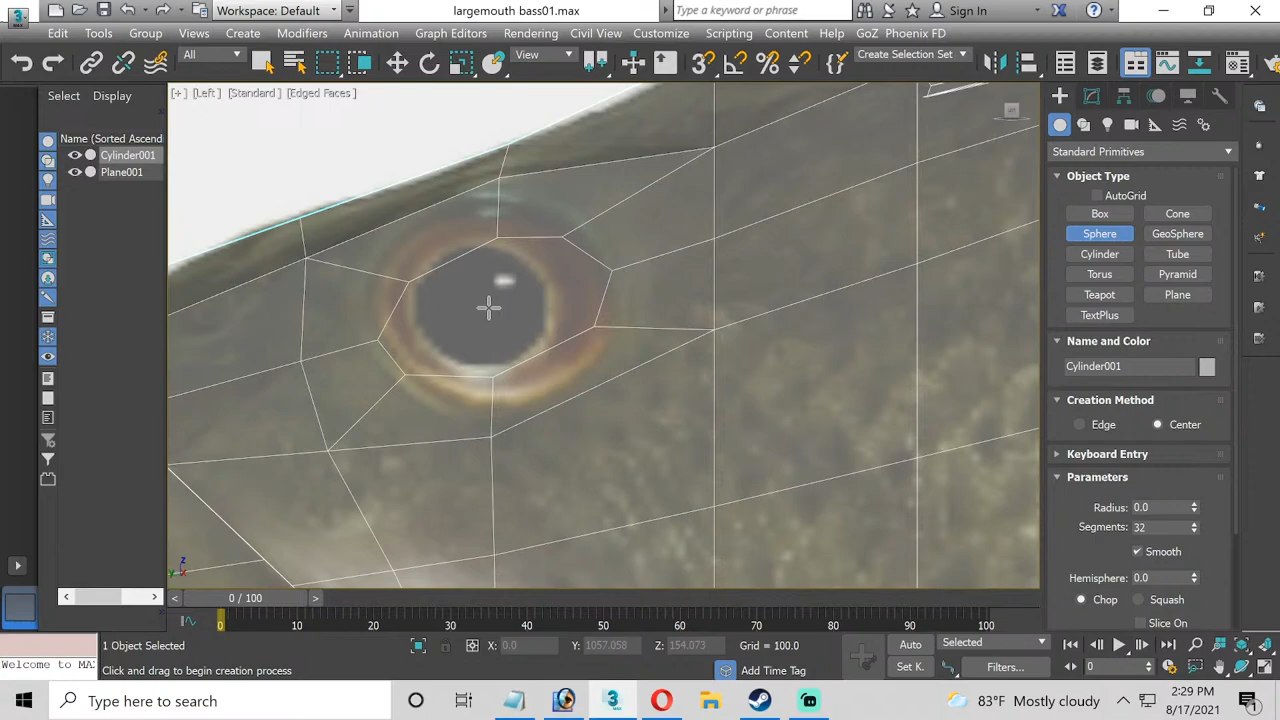 Workspace: Default
largemouth bass01.max
Type a keyword or phrase
Sign In
Edit Tools Group Views Create Modifiers Animation Graph Editors Rendering Civil View Customize Scripting Content Help GoZ Phoenix FD
All
View
Create Selection Set
Select Display
[+] [Left] [Standard] [Edged Faces]
Name (Sorted Ascend
Cylinder001
Plane001
Standard Primitives
Object Type
AutoGrid
Box Cone
Sphere GeoSphere
Cylinder Tube
Torus Pyramid
Teapot Plane
TextPlus
Name and Color
Cylinder001
Creation Method
Edge Center
Keyboard Entry
Parameters
Radius: 0.0
Segments: 32
Smooth
Hemisphere: 0.0
Chop Squash
Slice On
z
y x
0 / 100
0 10 20 30 40 50 60 70 80 90 100
1 Object Selected
X: 0.0 Y: 1057.058 Z: 154.073 Grid = 100.0
Auto Selected
Welcome to MA
Click and drag to begin creation process
Add Time Tag
Set K. Filters...
0
Type here to search
83°F Mostly cloudy
2:29 PM
8/17/2021
1